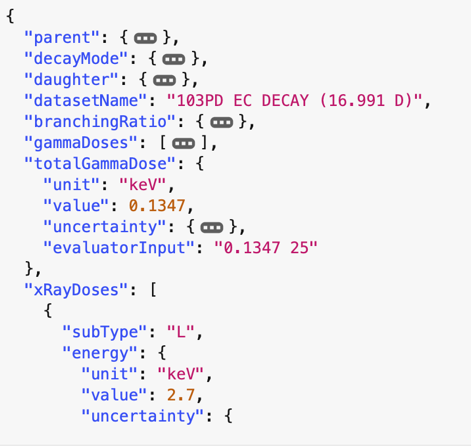 {
"parent": { ••• },
"decayMode": { ••• },
"daughter": { ••• },
"datasetName": "103PD EC DECAY (16.991 D)",
"branchingRatio": { ••• },
"gammaDoses": [ ••• ],
"totalGammaDose": {
"unit": "keV",
"value": 0.1347,
"uncertainty": { ••• },
"evaluatorInput": "0.1347 25"
},
"xRayDoses": [
{
"subType": "L",
"energy": {
"unit": "keV",
"value": 2.7,
"uncertainty": {